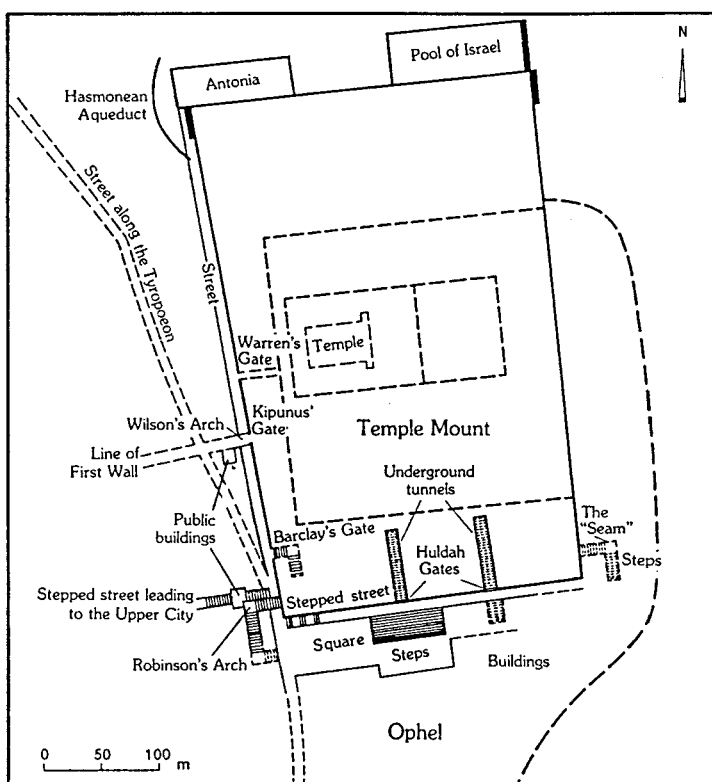 Pool of Israel
N
Antonia
Hasmonean
Aqueduct
Street along
the Tyropoeon
Street
Warren's
Gate
Temple
Kipunus'
Gate
Wilson's Arch
Temple Mount
Line of
First Wall
Underground
tunnels
Public
buildings
The
"Seam"
Barclay's Gate
Huldah
Gates
Steps
Stepped street leading
to the Upper City
Stepped street
Square
Robinson's Arch
Steps
Buildings
Ophel
0 50 100
m